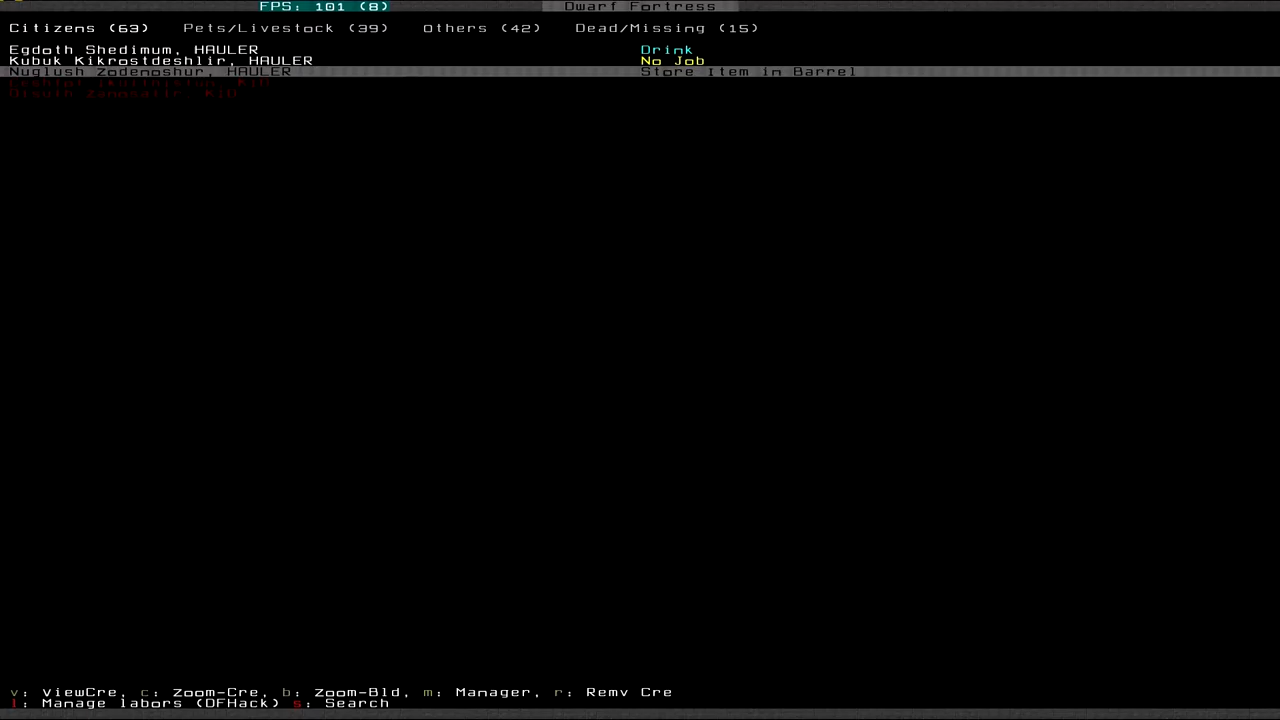 FPS: 101 (8) Dwarf Fortress
Citizens (63) Pets/Livestock (39) Others (42) Dead/Missing (15)
Egdoth Shedimum, HAULER Drink
Kubuk Kikrostdeshlir, HAULER No Job
Nuglush Zodenoshur, HAULER Store Item in Barrel
v: ViewCre, c: Zoom-Cre, b: Zoom-Bld, m: Manager, r: Remv Cre
l: Manage labors (DFHack) s: Search